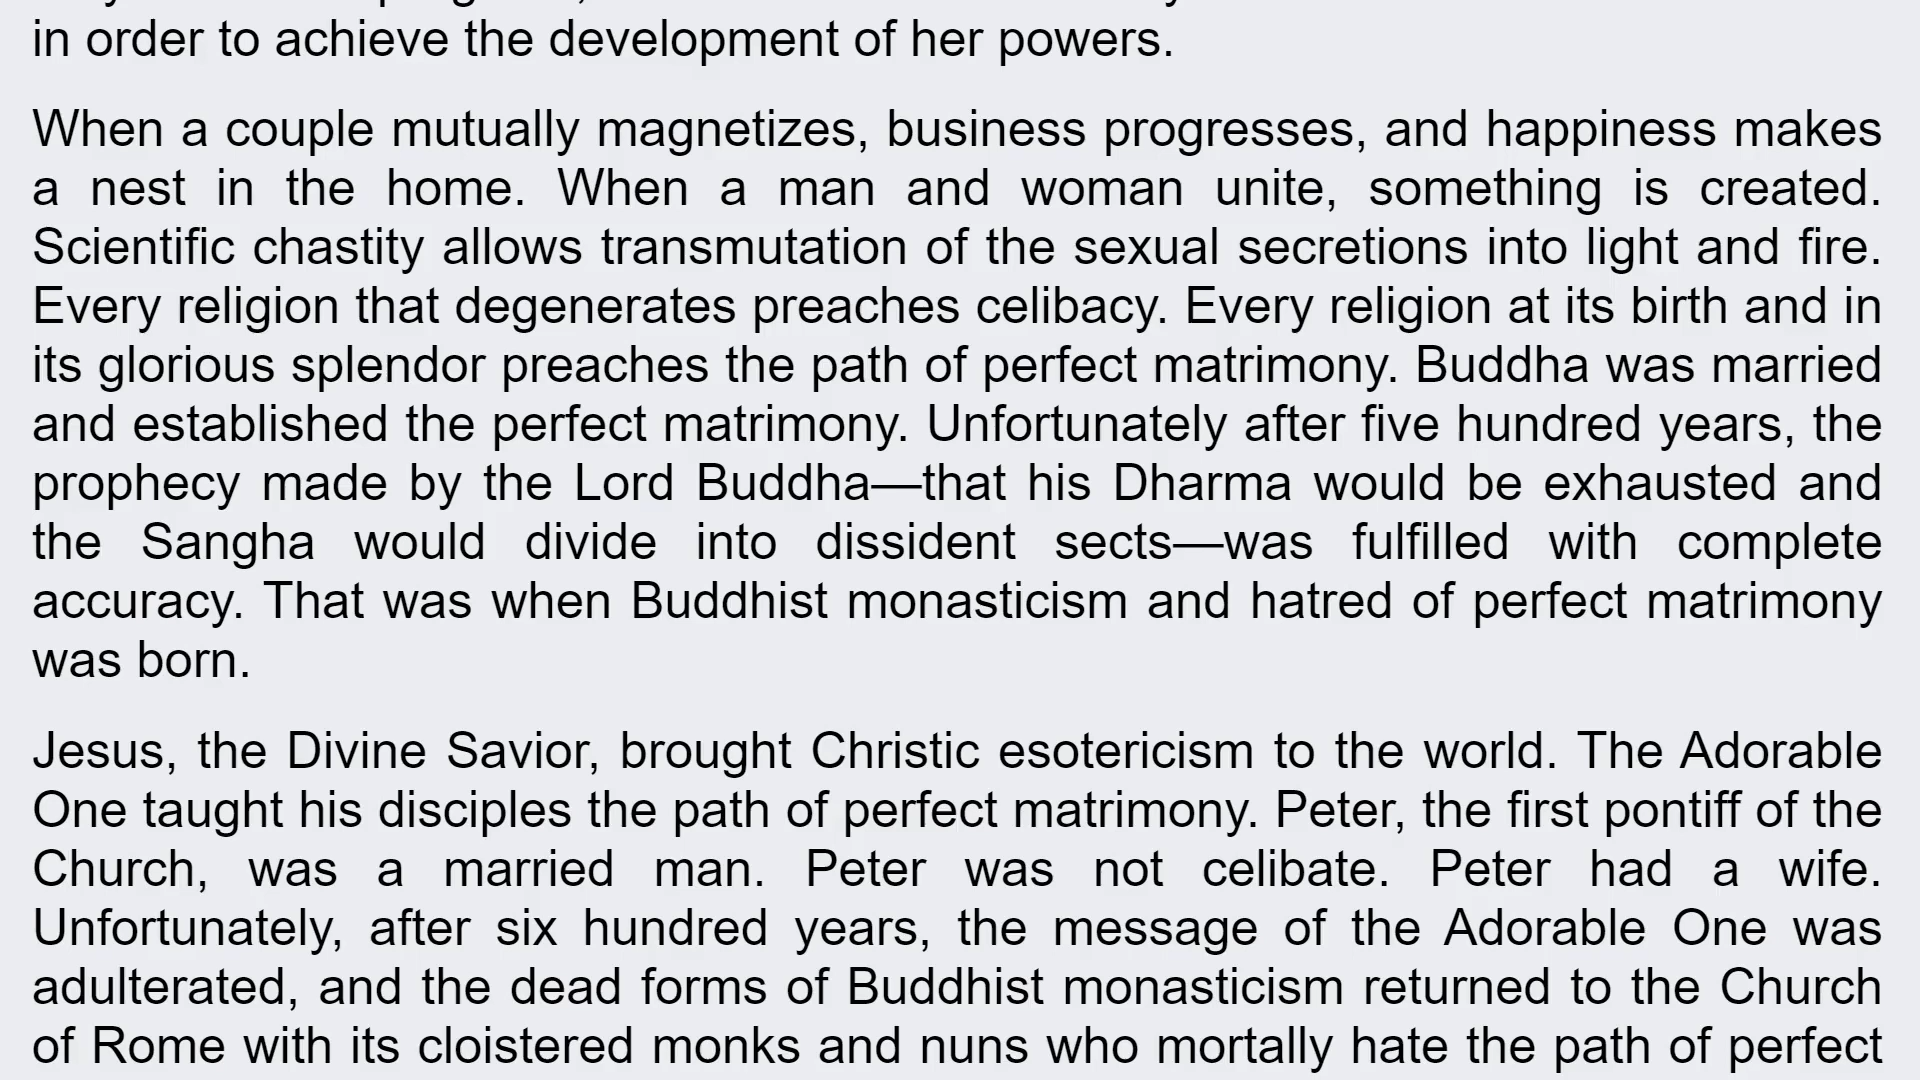 in order to achieve the development of her powers.
When a couple mutually magnetizes, business progresses, and happiness makes
a nest in the home. When a man and woman unite, something is created.
Scientific chastity allows transmutation of the sexual secretions into light and fire.
Every religion that degenerates preaches celibacy. Every religion at its birth and in
its glorious splendor preaches the path of perfect matrimony. Buddha was married
and established the perfect matrimony. Unfortunately after five hundred years, the
prophecy made by the Lord Buddha—that his Dharma would be exhausted and
the Sangha would divide into dissident sects—was fulfilled with complete
accuracy. That was when Buddhist monasticism and hatred of perfect matrimony
was born.
Jesus, the Divine Savior, brought Christic esotericism to the world. The Adorable
One taught his disciples the path of perfect matrimony. Peter, the first pontiff of the
Church, was a married man. Peter was not celibate. Peter had a wife.
Unfortunately, after six hundred years, the message of the Adorable One was
adulterated, and the dead forms of Buddhist monasticism returned to the Church
of Rome with its cloistered monks and nuns who mortally hate the path of perfect